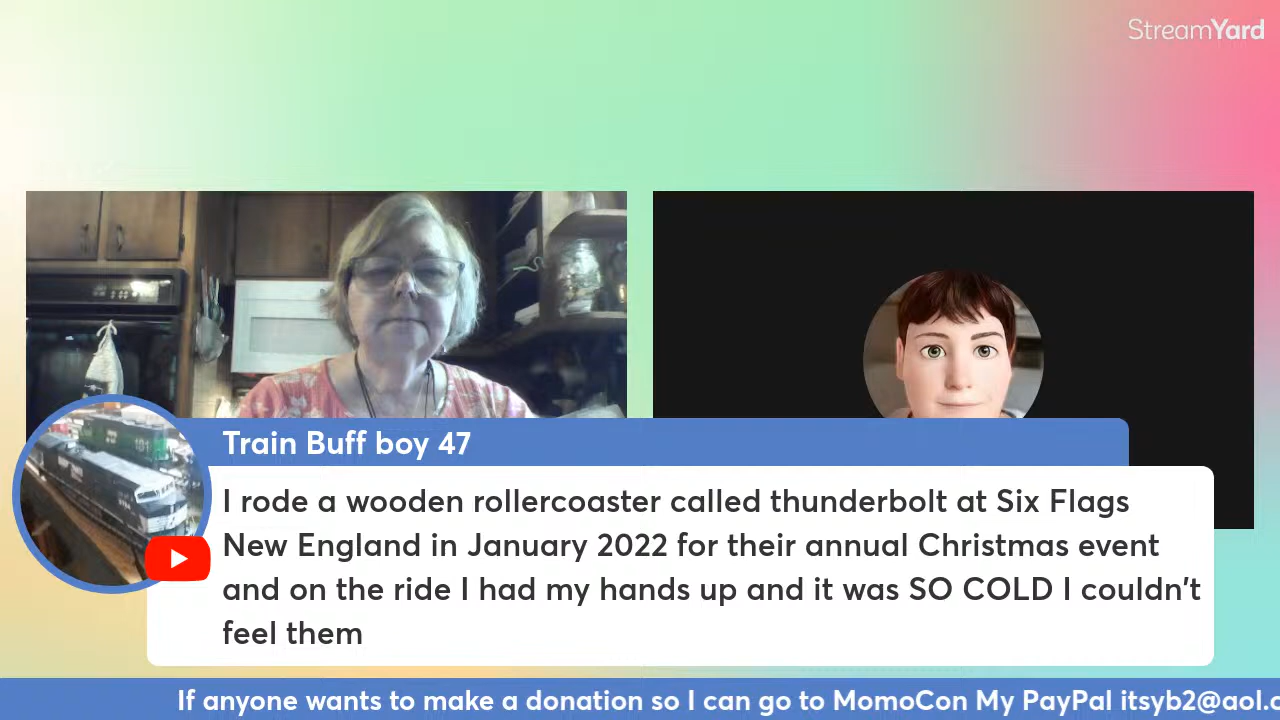 StreamYard
Train Buff boy 47
I rode a wooden rollercoaster called thunderbolt at Six Flags
New England in January 2022 for their annual Christmas event
and on the ride I had my hands up and it was SO COLD I couldn't
feel them
If anyone wants to make a donation so I can go to MomoCon My PayPal itsyb2@aol.c